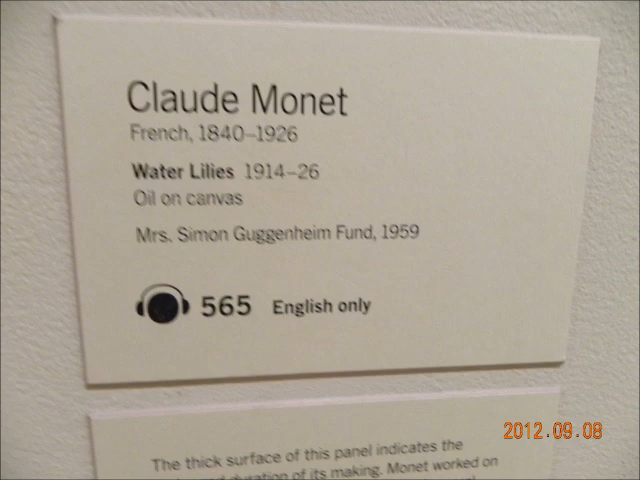 Claude Monet
French, 1840–1926
Water Lilies 1914–26
Oil on canvas
Mrs. Simon Guggenheim Fund, 1959
565 English only
The thick surface of this panel indicates the
duration of its making. Monet worked on
2012.09.08